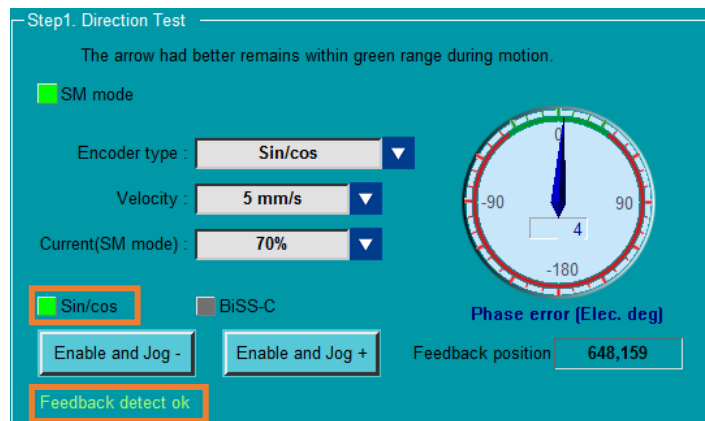 Step1. Direction Test
The arrow had better remains within green range during motion.
SM mode
Encoder type : Sin/cos
Velocity : 5 mm/s
Current(SM mode) : 70%
0
-90 90
4
-180
Sin/cos BiSS-C
Phase error (Elec. deg)
Enable and Jog - Enable and Jog + Feedback position 648,159
Feedback detect ok